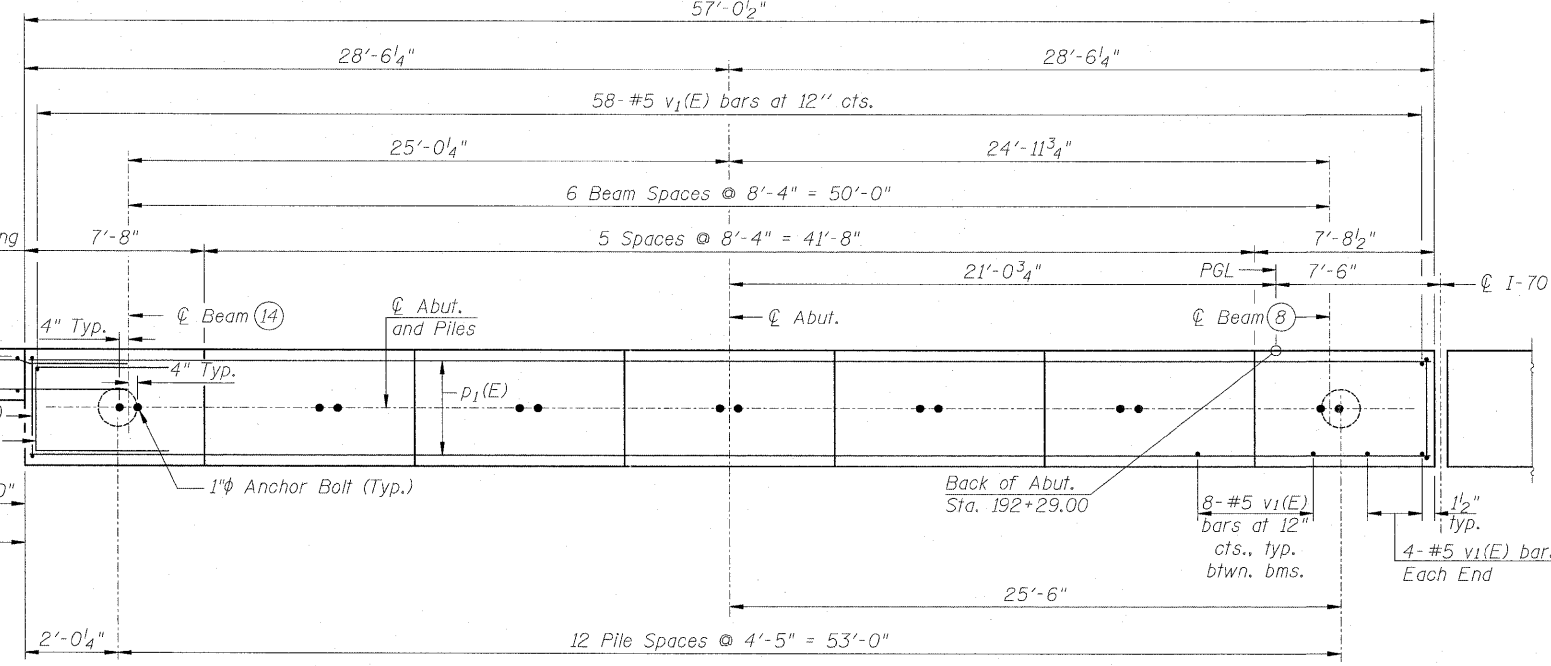 57'-0½"
28'-6¼" 28'-6¼"
58-#5 v₁(E) bars at 12" cts.
25'-0¼" 24'-11¾"
6 Beam Spaces @ 8'-4" = 50'-0"
ng 7'-8" 5 Spaces @ 8'-4" = 41'-8" 7'-8½"
21'-0¾" PGL 7'-6" ℄ I-70
4" Typ. ℄ Beam 14 ℄ Abut. ℄ Abut. ℄ Beam 8
and Piles
4" Typ.
p₁(E)
1"ϕ Anchor Bolt (Typ.)
0"
Back of Abut.
Sta. 192+29.00
8-#5 v₁(E)
bars at 12"
cts., typ.
btwn. bms.
1½"
typ.
4-#5 v₁(E) bar
Each End
25'-6"
2'-0¼" 12 Pile Spaces @ 4'-5" = 53'-0"